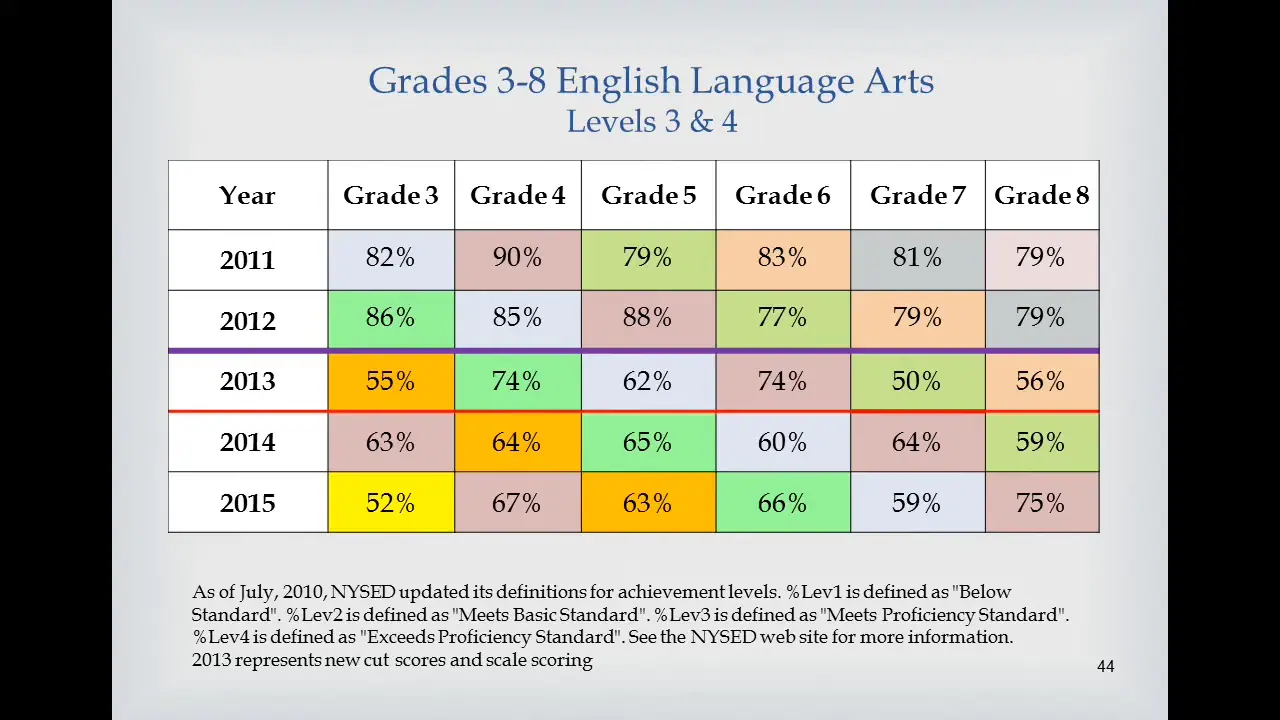 Grades 3-8 English Language Arts
Levels 3 & 4
Year Grade 3 Grade 4 Grade 5 Grade 6 Grade 7 Grade 8
2011 82% 90% 79% 83% 81% 79%
2012 86% 85% 88% 77% 79% 79%
2013 55% 74% 62% 74% 50% 56%
2014 63% 64% 65% 60% 64% 59%
2015 52% 67% 63% 66% 59% 75%
As of July, 2010, NYSED updated its definitions for achievement levels. %Lev1 is defined as "Below
Standard". %Lev2 is defined as "Meets Basic Standard". %Lev3 is defined as "Meets Proficiency Standard".
%Lev4 is defined as "Exceeds Proficiency Standard". See the NYSED web site for more information.
2013 represents new cut scores and scale scoring
44